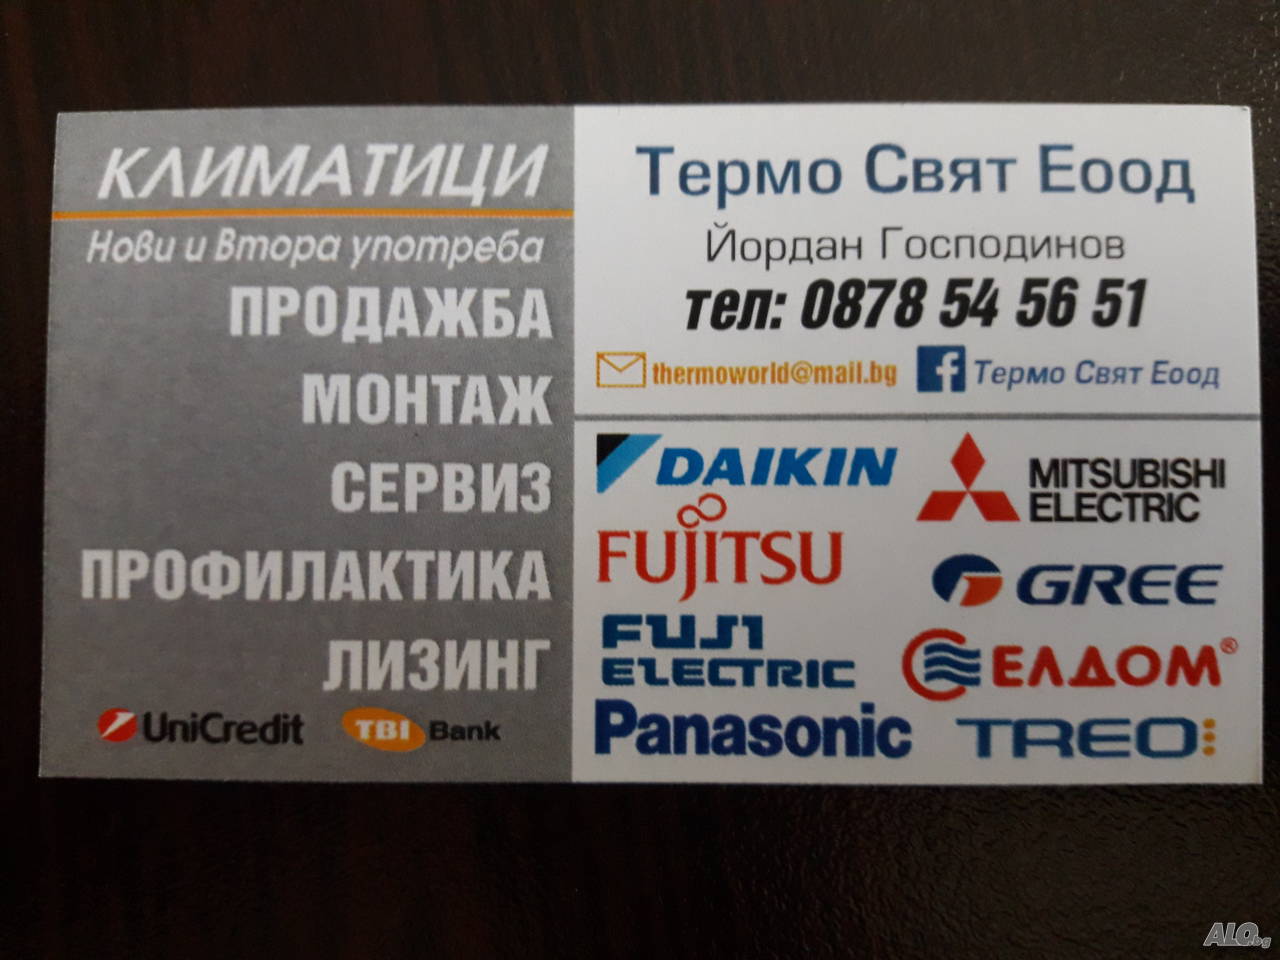 КЛИМАТИЦИ
Нови и Втора употреба
ПРОДАЖБА
МОНТАЖ
СЕРВИЗ
ПРОФИЛАКТИКА
ЛИЗИНГ
UniCredit TBI Bank
Термо Свят Еоод
Йордан Господинов
тел: 0878 54 56 51
thermoworld@mail.bg f Термо Свят Еоод
DAIKIN
MITSUBISHI
ELECTRIC
FUJITSU
GREE
FUJI
ELECTRIC
ЕЛДОМ®
Panasonic
TREO
ALO.bg